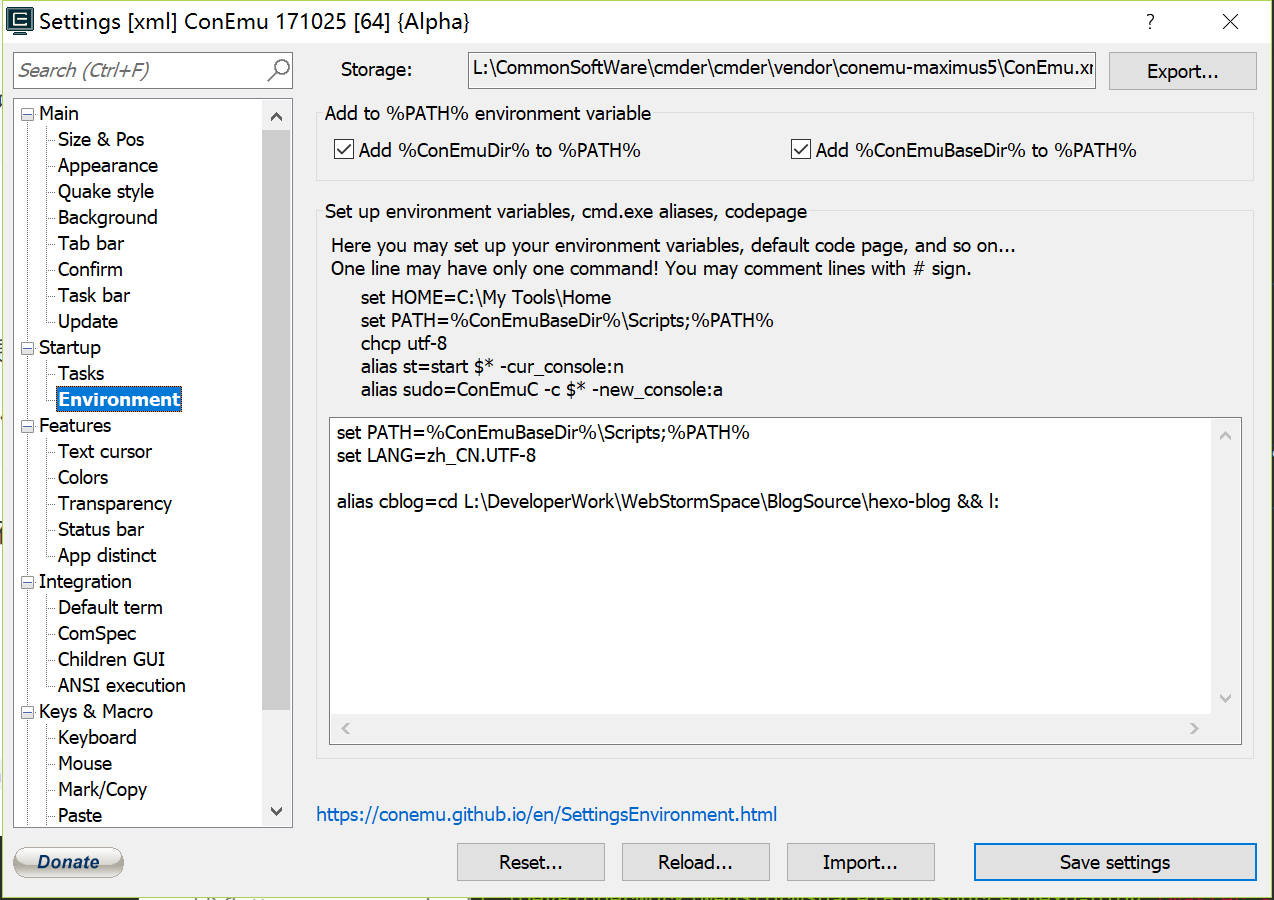 Settings [xml] ConEmu 171025 [64] {Alpha}
Search (Ctrl+F)
Storage:
L:\CommonSoftWare\cmder\cmder\vendor\conemu-maximus5\ConEmu.xm
Export...
Main
Size & Pos
Appearance
Quake style
Background
Tab bar
Confirm
Task bar
Update
Startup
Tasks
Environment
Features
Text cursor
Colors
Transparency
Status bar
App distinct
Integration
Default term
ComSpec
Children GUI
ANSI execution
Keys & Macro
Keyboard
Mouse
Mark/Copy
Paste
Add to %PATH% environment variable
Add %ConEmuDir% to %PATH%
Add %ConEmuBaseDir% to %PATH%
Set up environment variables, cmd.exe aliases, codepage
Here you may set up your environment variables, default code page, and so on...
One line may have only one command! You may comment lines with # sign.
set HOME=C:\My Tools\Home
set PATH=%ConEmuBaseDir%\Scripts;%PATH%
chcp utf-8
alias st=start $* -cur_console:n
alias sudo=ConEmuC -c $* -new_console:a
set PATH=%ConEmuBaseDir%\Scripts;%PATH%
set LANG=zh_CN.UTF-8
alias cblog=cd L:\DeveloperWork\WebStormSpace\BlogSource\hexo-blog && l:
https://conemu.github.io/en/SettingsEnvironment.html
Donate
Reset...
Reload...
Import...
Save settings